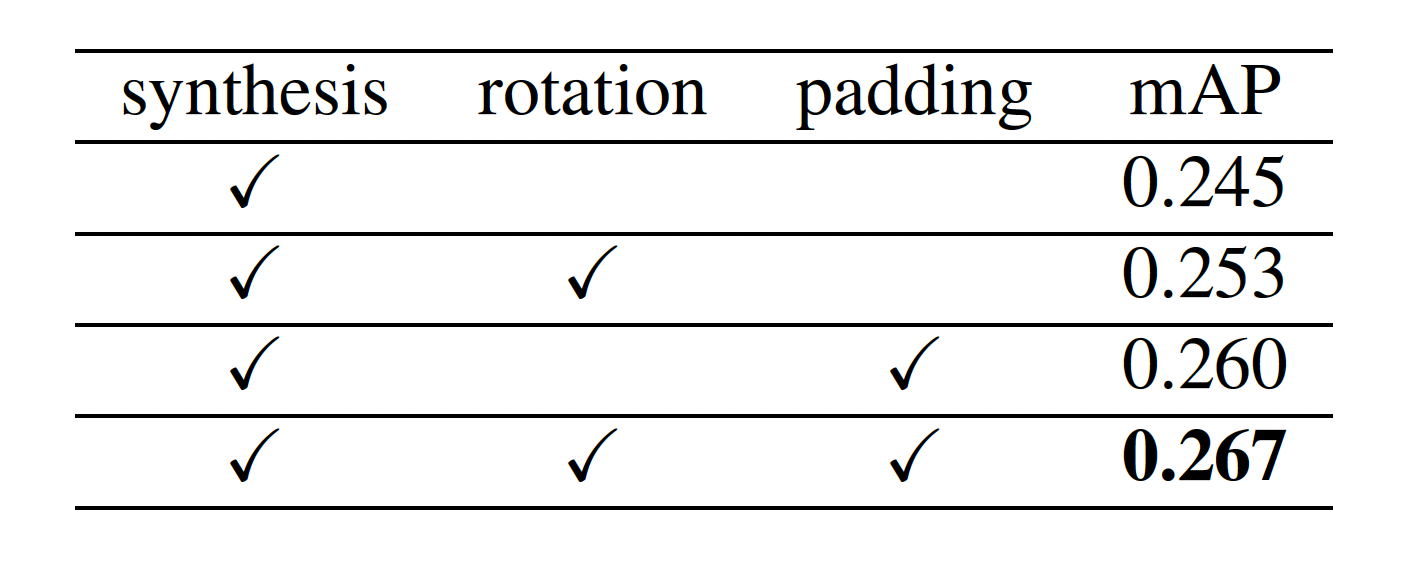 synthesis rotation padding mAP
✓ 0.245
✓ ✓ 0.253
✓ ✓ 0.260
✓ ✓ ✓ 0.267